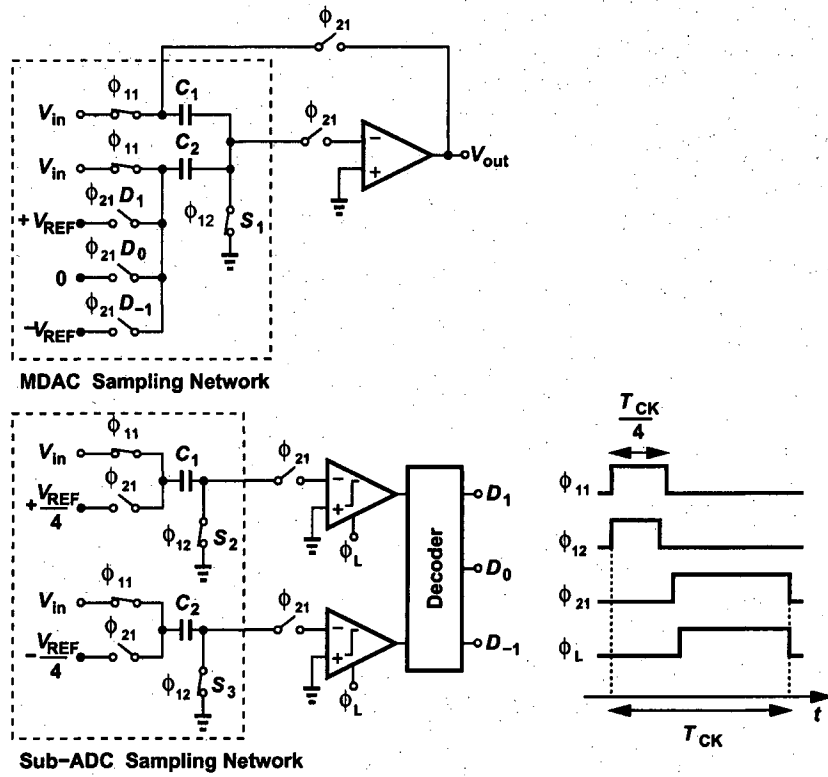 ϕ21
ϕ11
Vin
C1
ϕ21
ϕ11
Vin
C2
−
+
Vout
ϕ21 D1
+VREF
ϕ12
S1
ϕ21 D0
0
ϕ21 D−1
−VREF
MDAC Sampling Network
ϕ11
Vin
C1
ϕ21
+VREF/4
ϕ21
ϕ12
S2
−
+
ϕL
ϕ11
Vin
C2
ϕ21
−VREF/4
ϕ21
ϕ12
S3
−
+
ϕL
Decoder
D1
D0
D−1
Sub−ADC Sampling Network
TCK/4
ϕ11
ϕ12
ϕ21
ϕL
t
TCK